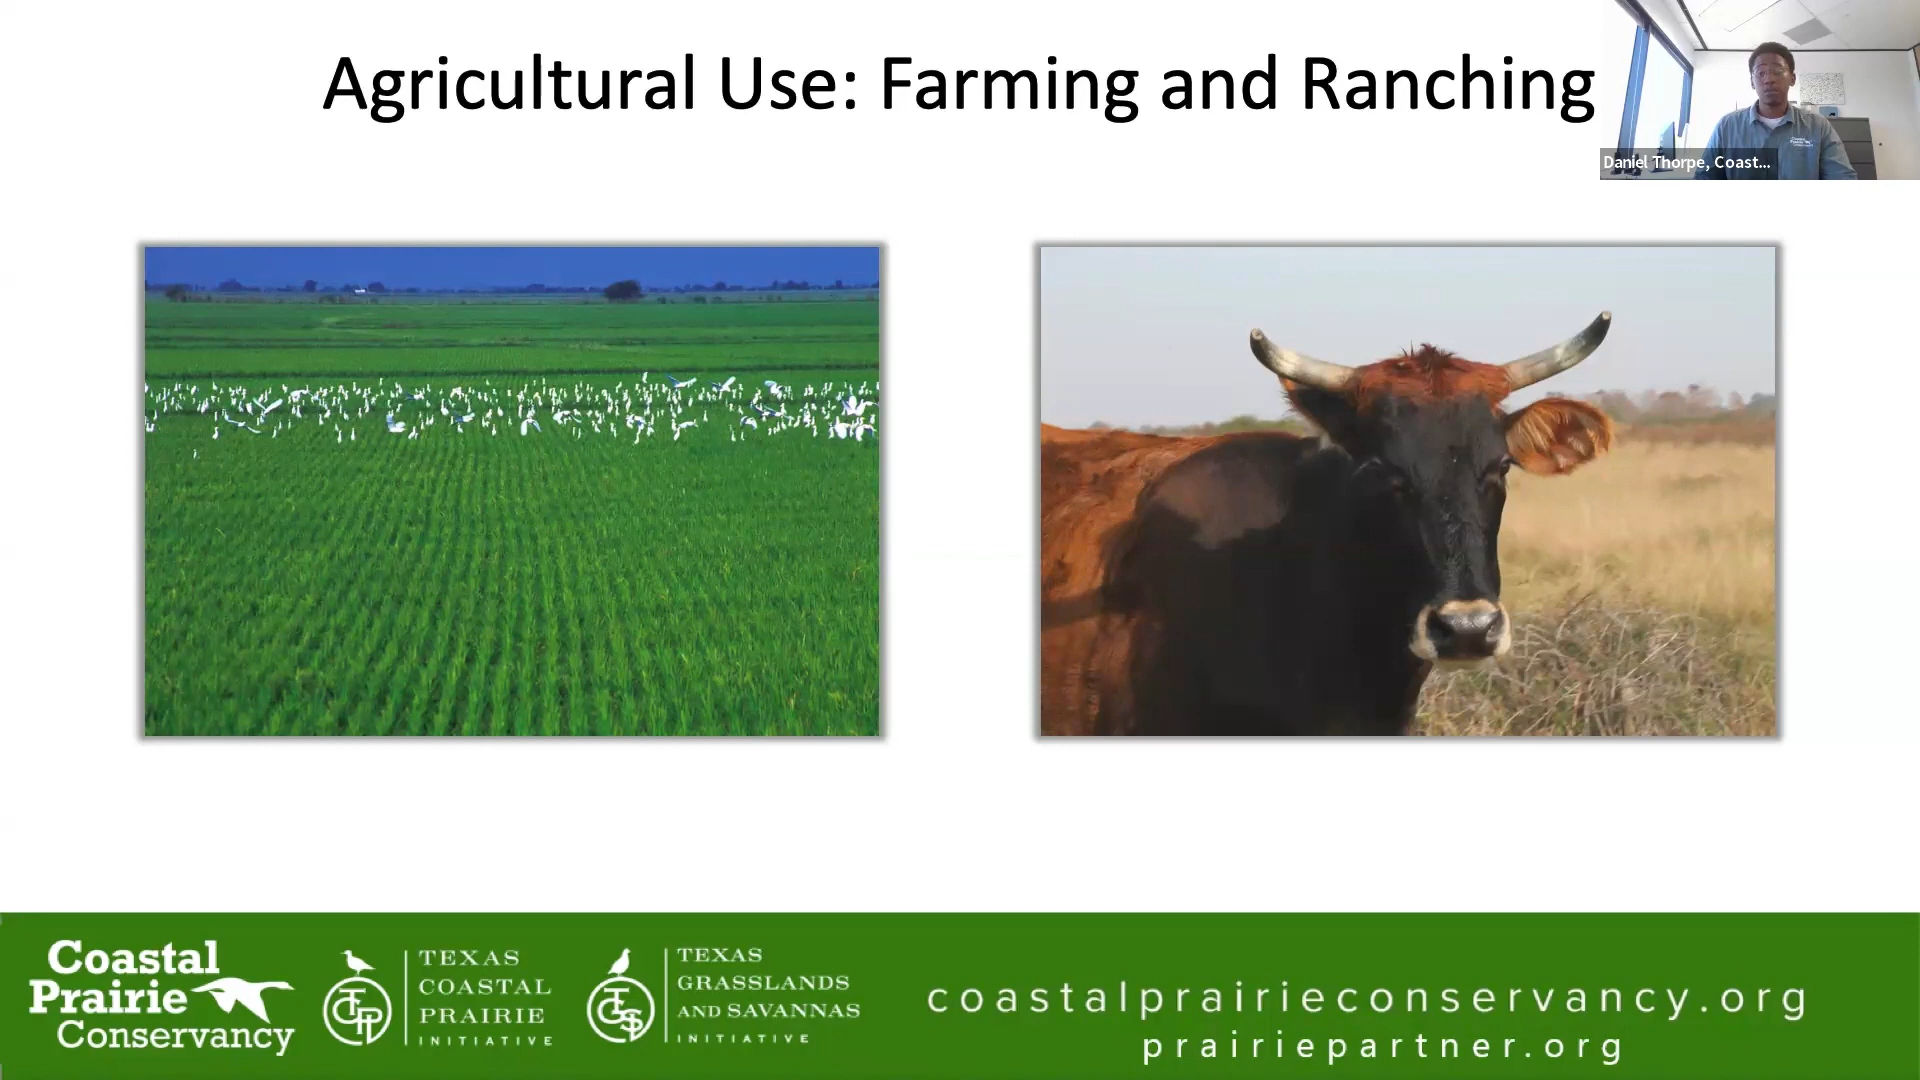 Agricultural Use: Farming and Ranching
Daniel Thorpe, Coast...
Coastal
Prairie
Conservancy
TEXAS
COASTAL
PRAIRIE
INITIATIVE
TEXAS
GRASSLANDS
AND SAVANNAS
INITIATIVE
coastalprairieconservancy.org
prairiepartner.org